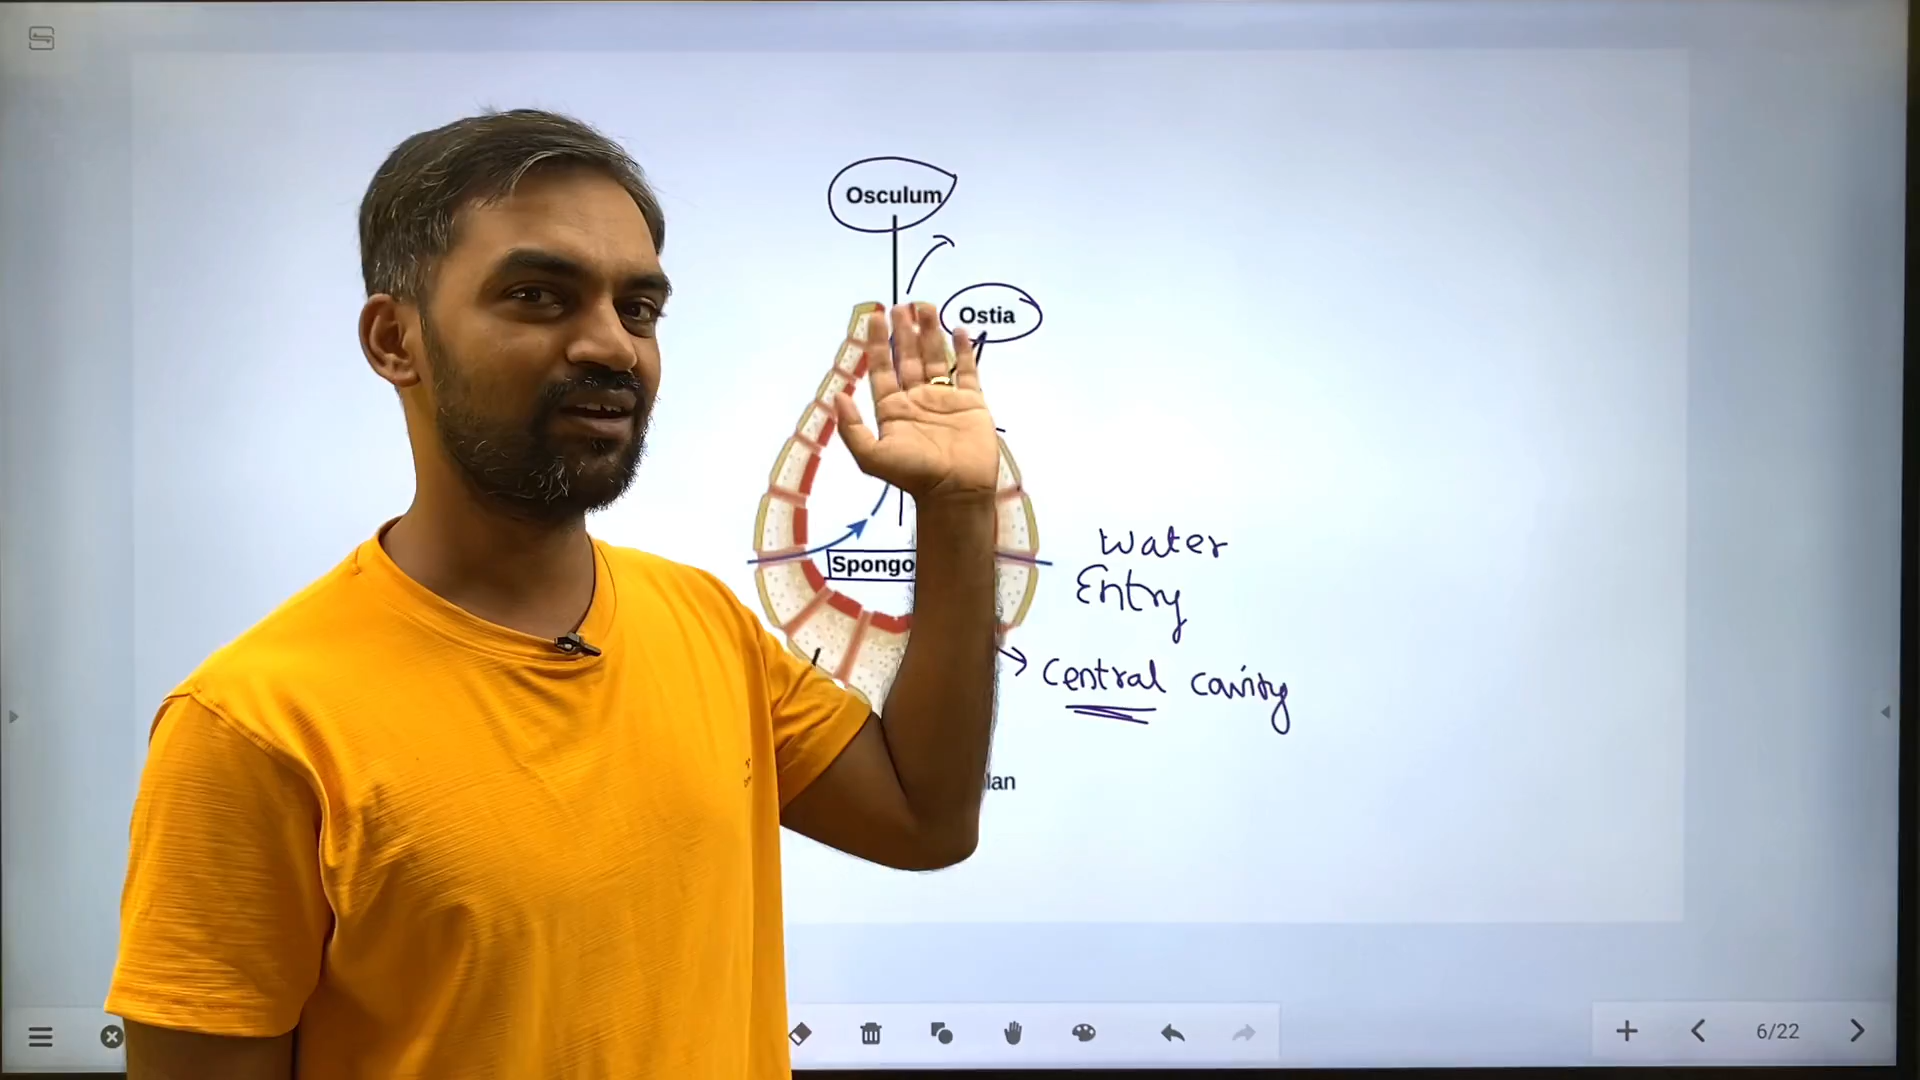 Osculum
Ostia
Spongo
Water
Entry
Central cavity
lan
6/22